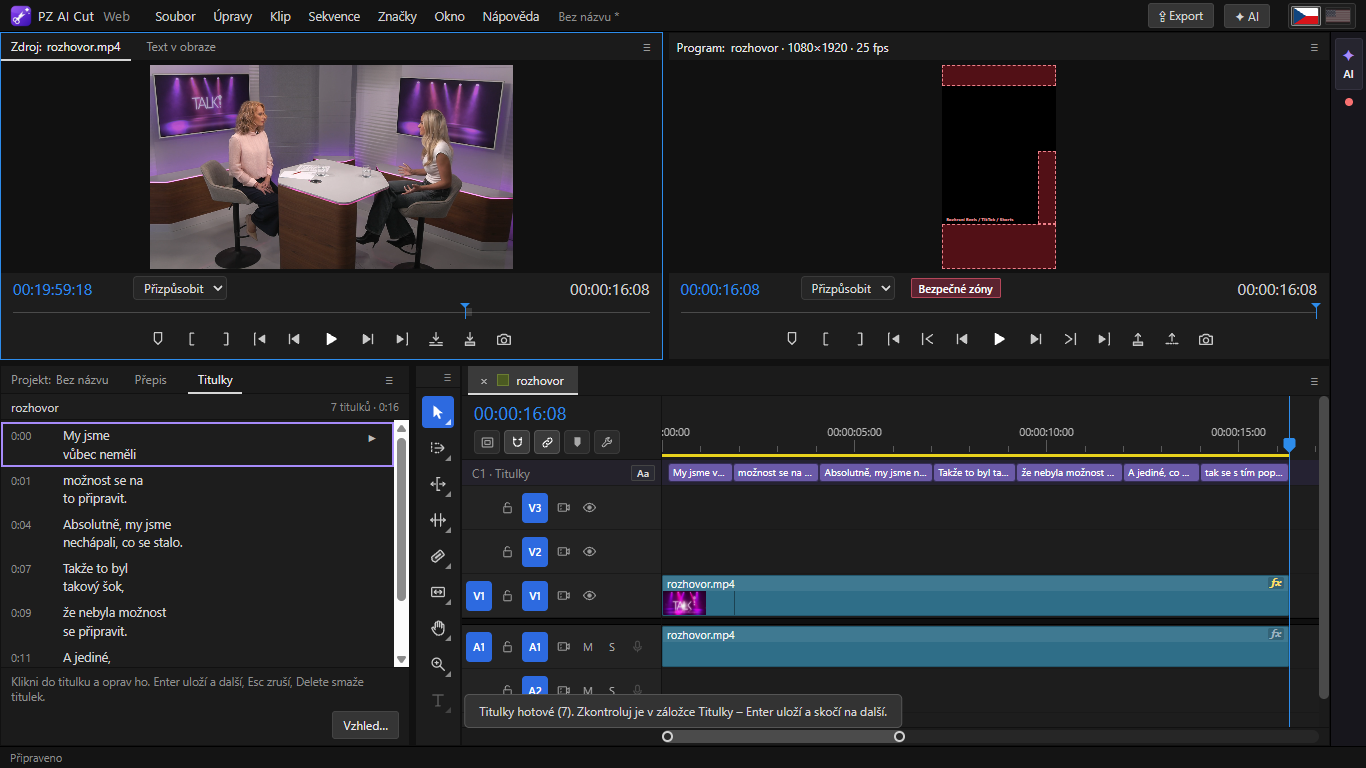 PZ AI Cut Web Soubor Úpravy Klip Sekvence Značky Okno Nápověda Bez názvu * Export AI
Zdroj: rozhovor.mp4 Text v obraze
TALK
00:19:59:18 Přizpůsobit 00:00:16:08
Program: rozhovor · 1080×1920 · 25 fps
Rozhraní Reels / TikTok / Shorts
00:00:16:08 Přizpůsobit Bezpečné zóny 00:00:16:08
AI
Projekt: Bez názvu Přepis Titulky
rozhovor 7 titulků · 0:16
0:00 My jsme
vůbec neměli
0:01 možnost se na
to připravit.
0:04 Absolutně, my jsme
nechápali, co se stalo.
0:07 Takže to byl
takový šok,
0:09 že nebyla možnost
se připravit.
0:11 A jediné,
Klikni do titulku a oprav ho. Enter uloží a další, Esc zruší, Delete smaže
titulek.
Vzhled...
T
× rozhovor
00:00:16:08
:00:00 00:00:05:00 00:00:10:00 00:00:15:00
C1 · Titulky Aa My jsme v... možnost se na ... Absolutně, my jsme n... Takže to byl ta... že nebyla možnost ... A jediné, co ... tak se s tím pop...
V3
V2
V1 V1 rozhovor.mp4 fx
TALK
A1 A1 M S rozhovor.mp4 fx
A2 M S
Titulky hotové (7). Zkontroluj je v záložce Titulky – Enter uloží a skočí na další.
Připraveno